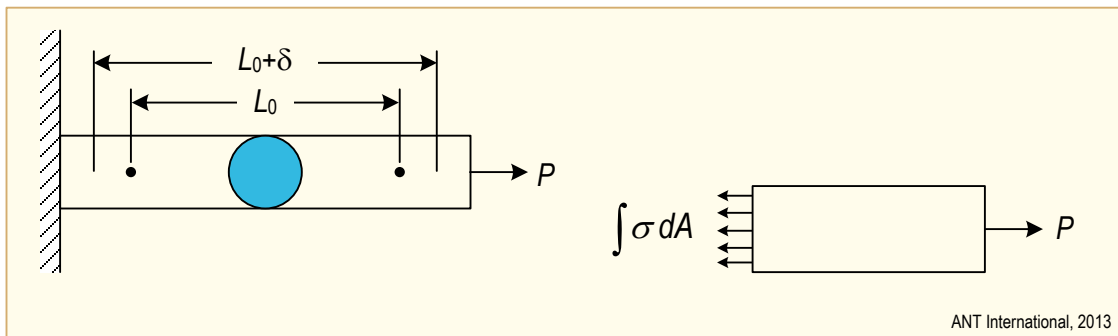 L₀+δ
L₀
P
∫ σ dA
P
ANT International, 2013